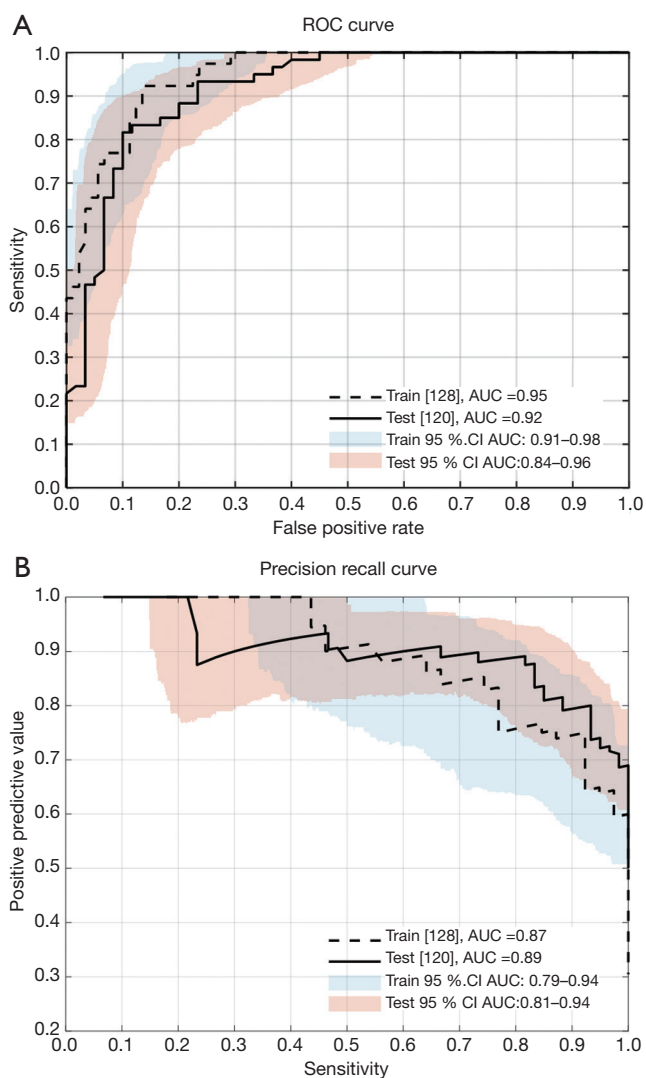 A
ROC curve
1.0
0.9
0.8
0.7
0.6
0.5
0.4
0.3
0.2
0.1
0.0
Sensitivity
Train [128], AUC =0.95
Test [120], AUC =0.92
Train 95 %.CI AUC: 0.91–0.98
Test 95 % CI AUC:0.84–0.96
0.0 0.1 0.2 0.3 0.4 0.5 0.6 0.7 0.8 0.9 1.0
False positive rate
B
Precision recall curve
1.0
0.9
0.8
0.7
0.6
0.5
0.4
0.3
0.2
Positive predictive value
Train [128], AUC =0.87
Test [120], AUC =0.89
Train 95 %.CI AUC: 0.79–0.94
Test 95 % CI AUC:0.81–0.94
0.0 0.1 0.2 0.3 0.4 0.5 0.6 0.7 0.8 0.9 1.0
Sensitivity